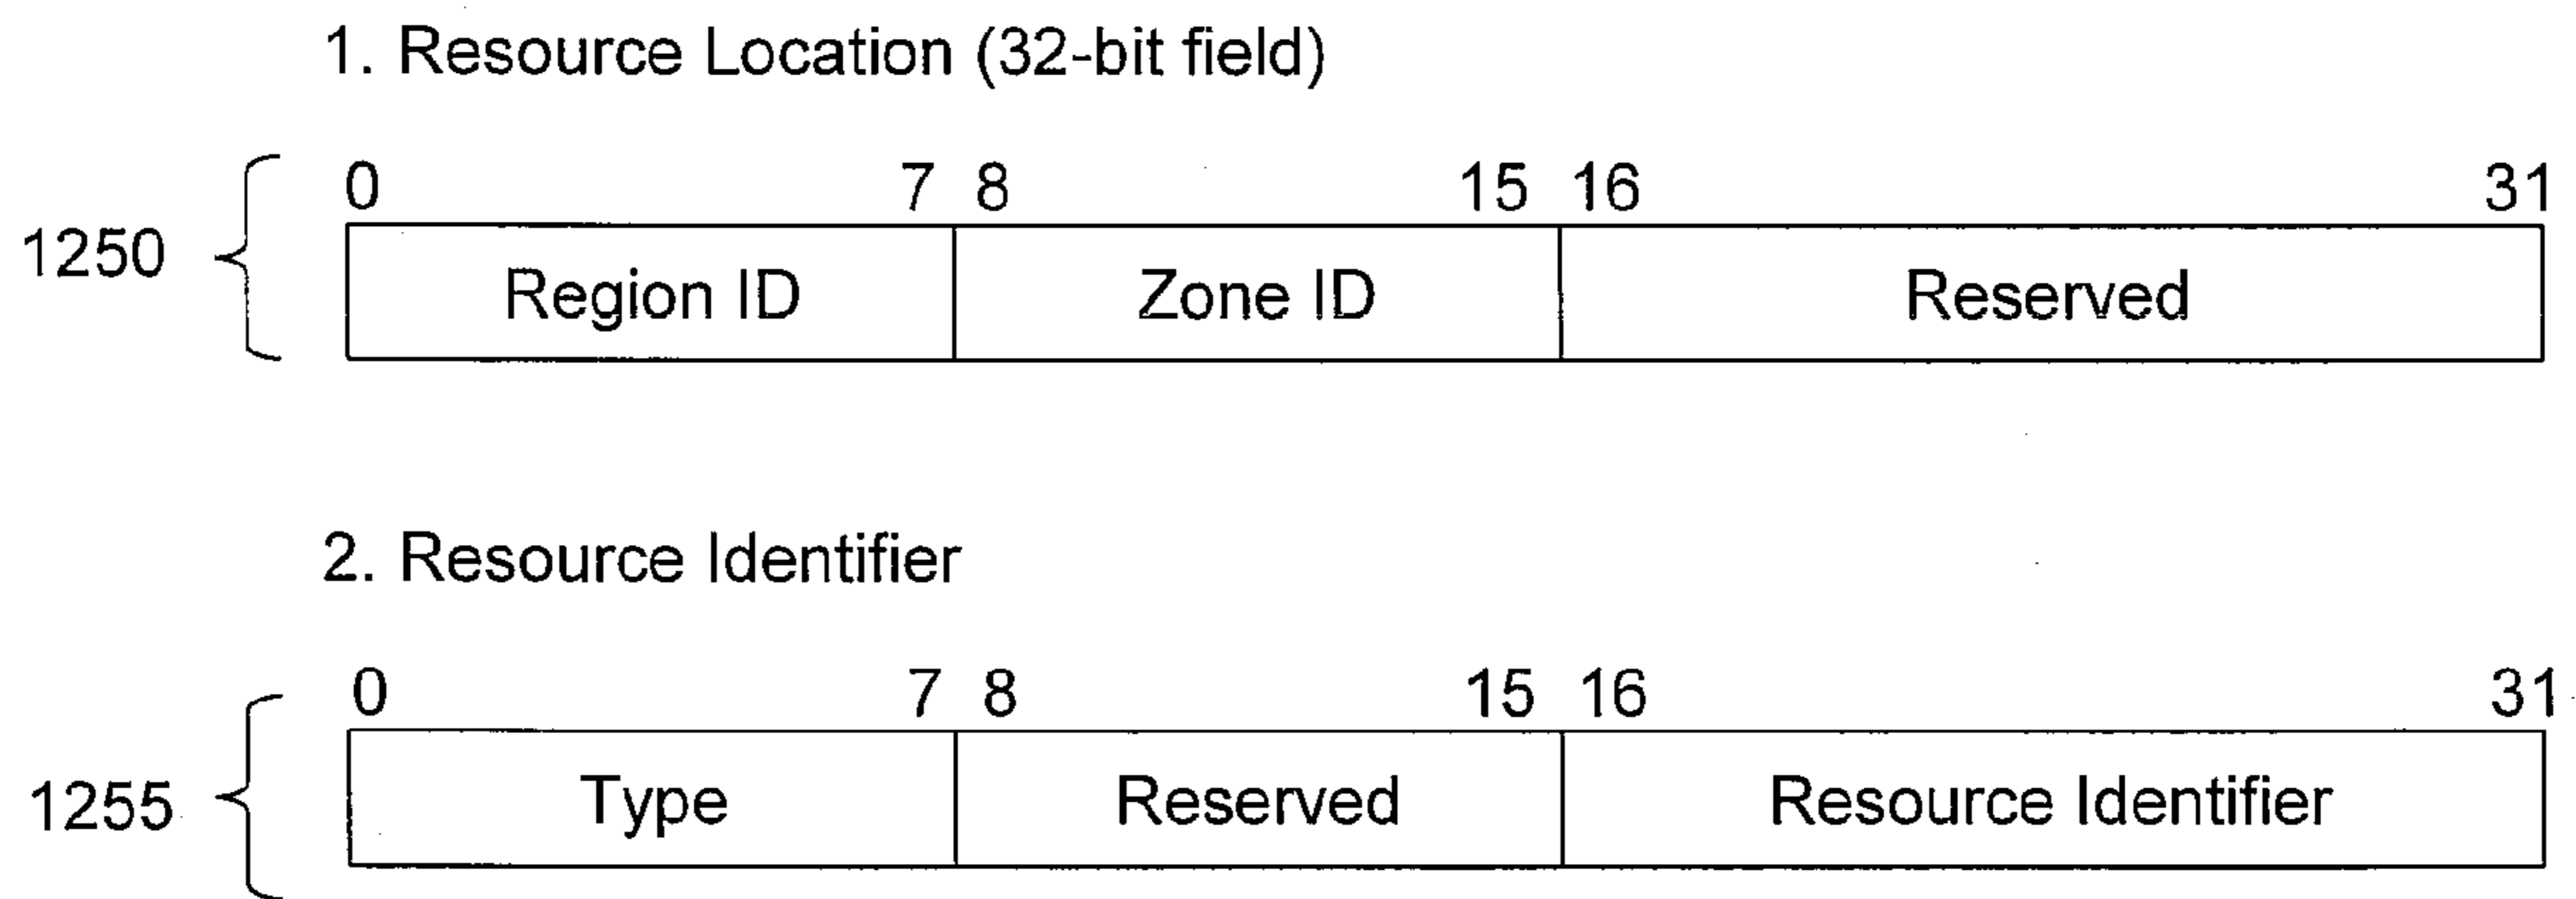 1. Resource Location (32-bit field)
0 7 8 15 16 31
1250
Region ID Zone ID Reserved
2. Resource Identifier
0 7 8 15 16 31
1255
Type Reserved Resource Identifier